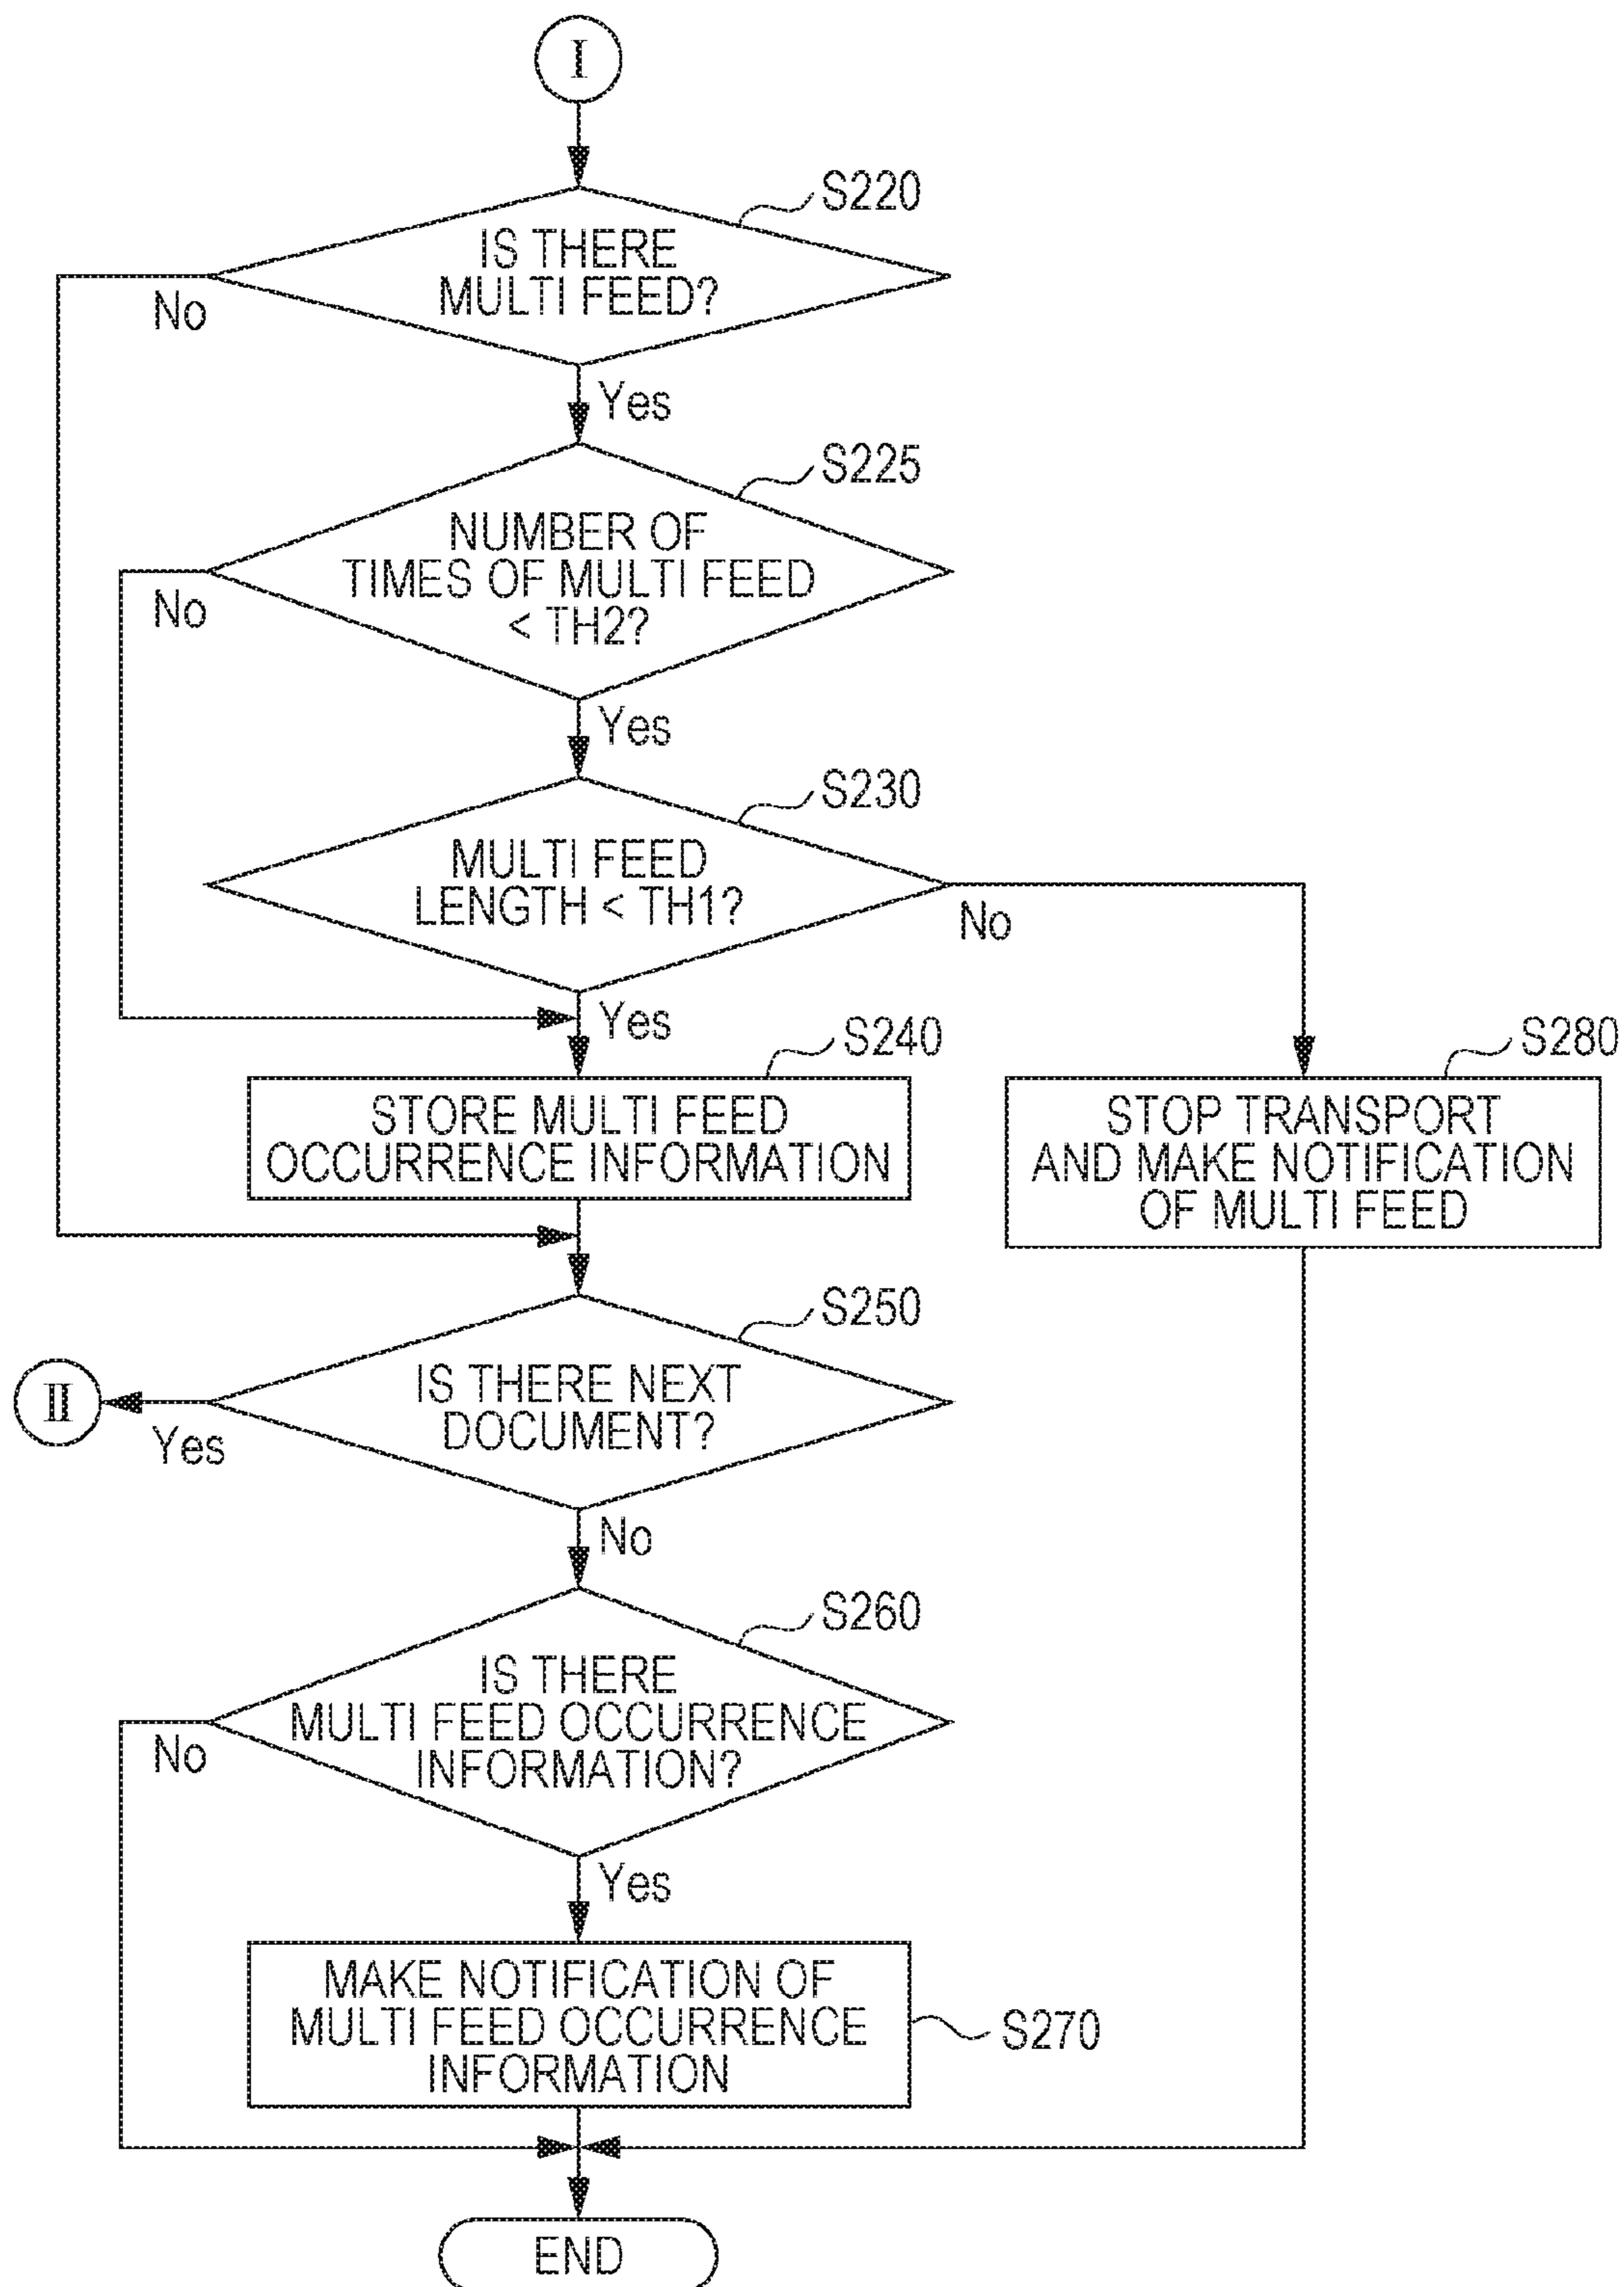 I
S220
IS THERE
MULTI FEED?
No
Yes
S225
NUMBER OF
TIMES OF MULTI FEED
< TH2?
No
Yes
S230
MULTI FEED
LENGTH < TH1?
No
Yes
S240
STORE MULTI FEED
OCCURRENCE INFORMATION
S280
STOP TRANSPORT
AND MAKE NOTIFICATION
OF MULTI FEED
S250
IS THERE NEXT
DOCUMENT?
II
Yes
No
S260
IS THERE
MULTI FEED OCCURRENCE
INFORMATION?
No
Yes
MAKE NOTIFICATION OF
MULTI FEED OCCURRENCE
INFORMATION
S270
END